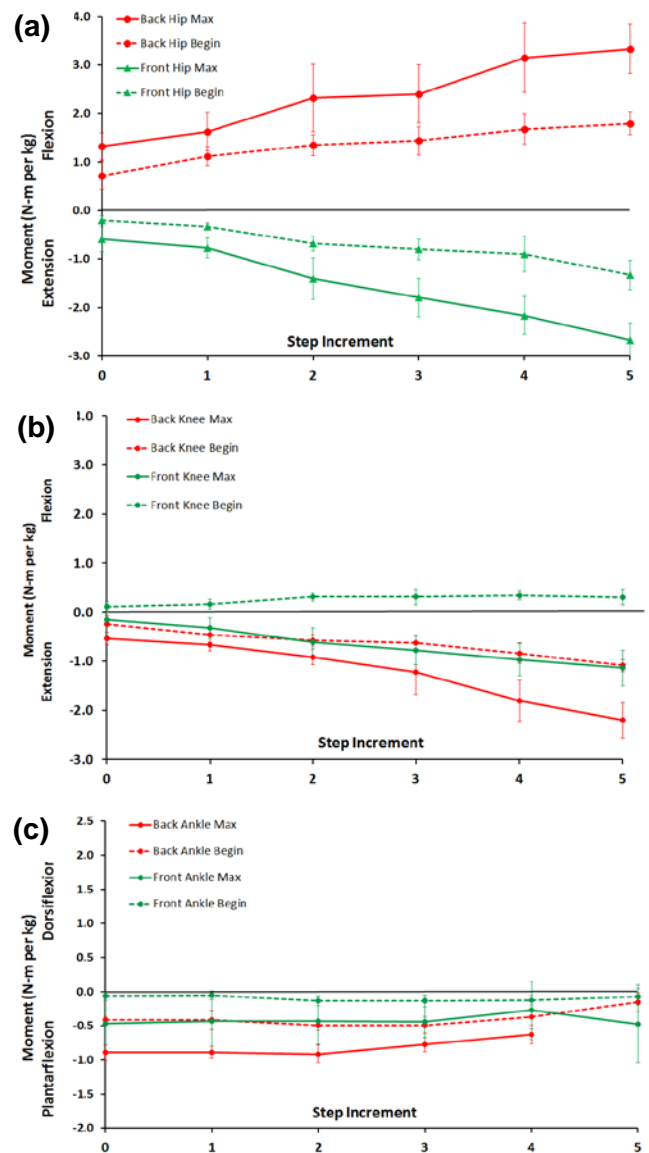 (a)
Back Hip Max
Back Hip Begin
Front Hip Max
Front Hip Begin
4.0
3.0
2.0
1.0
0.0
-1.0
-2.0
-3.0
Moment (N-m per kg)
Extension Flexion
Step Increment
0 1 2 3 4 5
(b)
Back Knee Max
Back Knee Begin
Front Knee Max
Front Knee Begin
4.0
3.0
2.0
1.0
0.0
-1.0
-2.0
-3.0
Moment (N-m per kg)
Extension Flexion
Step Increment
0 1 2 3 4 5
(c)
Back Ankle Max
Back Ankle Begin
Front Ankle Max
Front Ankle Begin
2.5
2.0
1.5
1.0
0.5
0.0
-0.5
-1.0
-1.5
-2.0
Moment (N-m per kg)
Plantarflexion Dorsiflexion
Step Increment
0 1 2 3 4 5